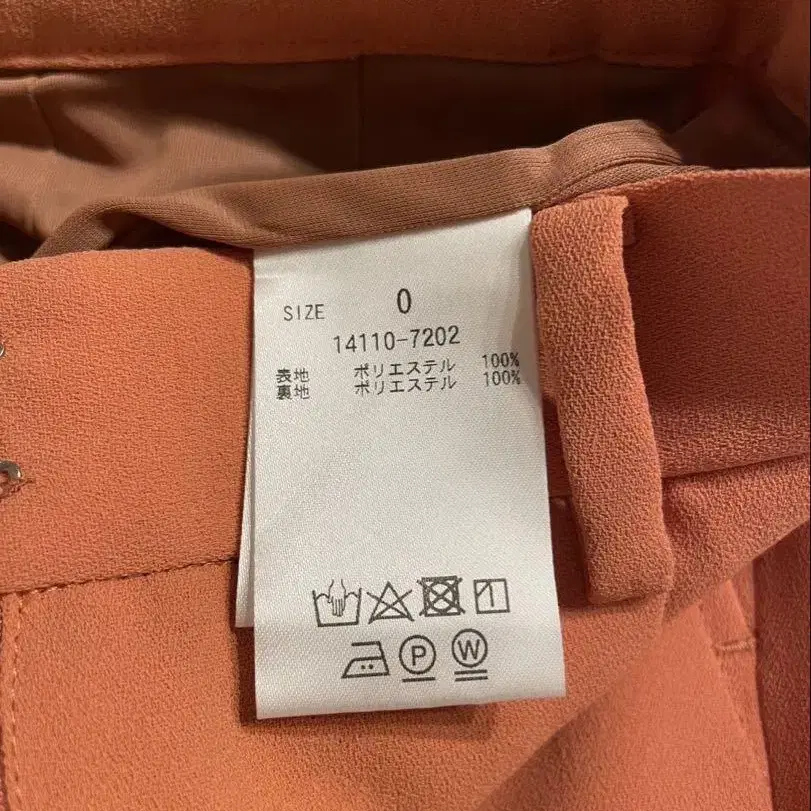 SIZE 0
14110-7202
表地 ポリエステル 100%
裏地 ポリエステル 100%
P W